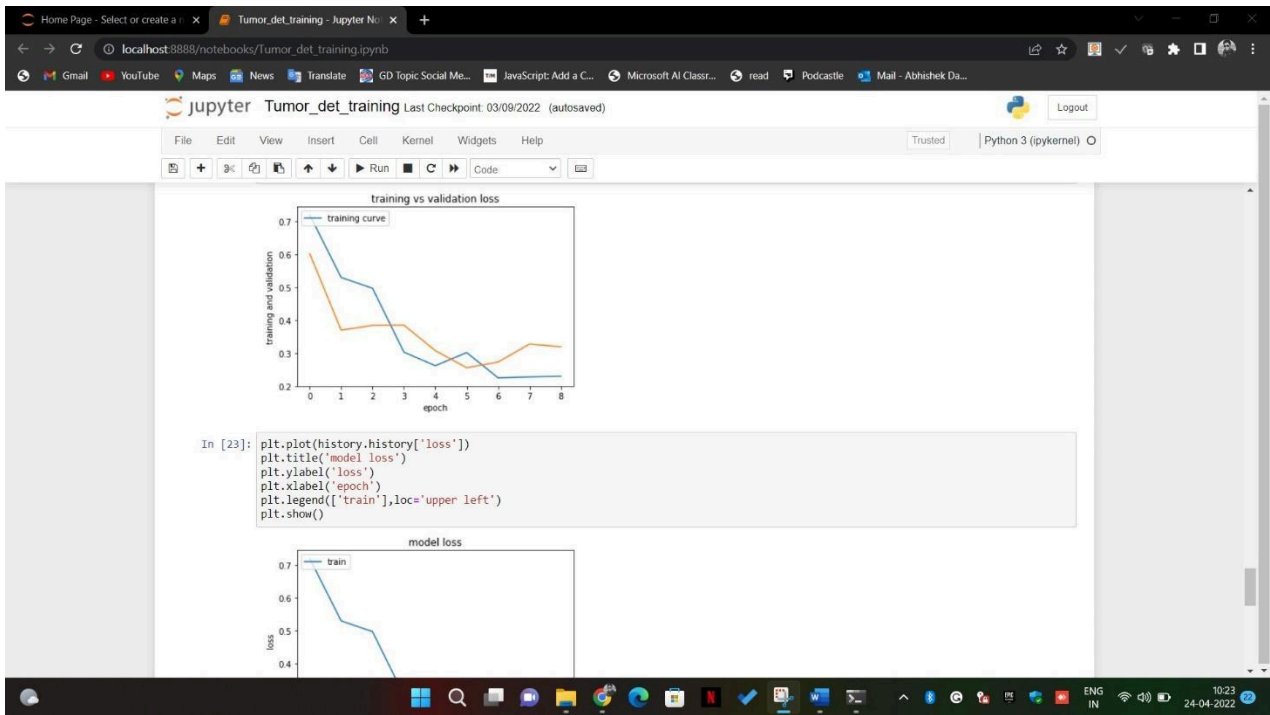 Home Page - Select or create a n
Tumor_det_training - Jupyter No
localhost:8888/notebooks/Tumor_det_training.ipynb
Gmail YouTube Maps News Translate GD Topic Social Me... JavaScript: Add a C... Microsoft AI Classr... read Podcastle Mail - Abhishek Da...
jupyter Tumor_det_training Last Checkpoint: 03/09/2022 (autosaved)
Logout
File Edit View Insert Cell Kernel Widgets Help
Trusted Python 3 (ipykernel)
Run Code
training vs validation loss
training curve
0.7
0.6
0.5
0.4
0.3
0.2
training and validation
0 1 2 3 4 5 6 7 8
epoch
In [23]: plt.plot(history.history['loss'])
plt.title('model loss')
plt.ylabel('loss')
plt.xlabel('epoch')
plt.legend(['train'],loc='upper left')
plt.show()
model loss
train
0.7
0.6
0.5
0.4
loss
ENG
IN
10:23
24-04-2022
22